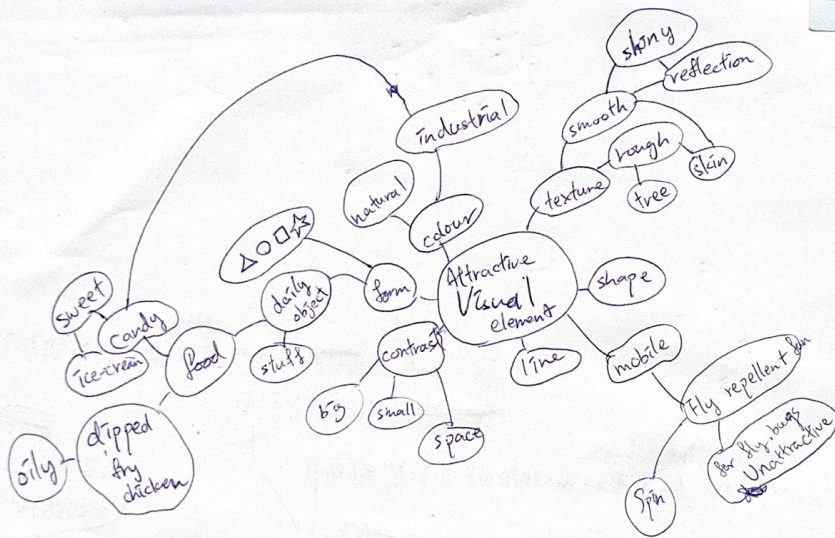 shiny
reflection
smooth
rough
skin
tree
texture
industrial
natural
colour
Attractive
Visual
element
shape
form
daily
object
stuff
food
candy
sweet
ice-cream
dipped
fry
chicken
oily
contrast
big
small
space
line
mobile
Fly repellent fan
for fly, bugs
Unattractive
Spin